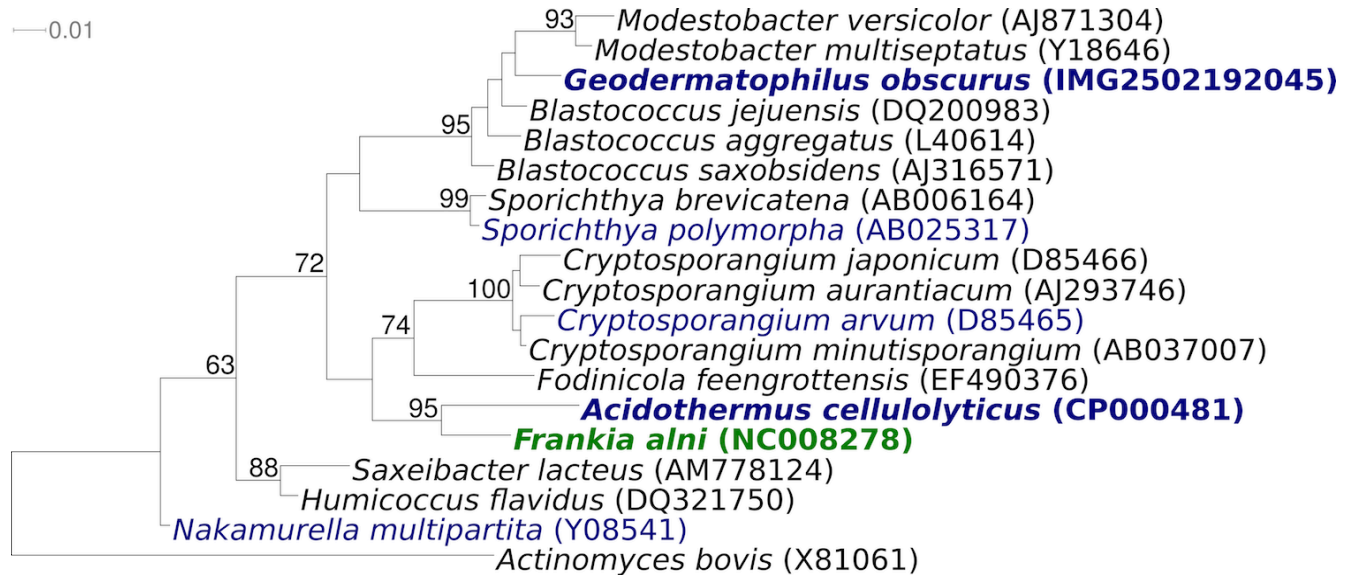 0.01
93
Modestobacter versicolor (AJ871304)
Modestobacter multiseptatus (Y18646)
Geodermatophilus obscurus (IMG2502192045)
Blastococcus jejuensis (DQ200983)
95
Blastococcus aggregatus (L40614)
Blastococcus saxobsidens (AJ316571)
99
Sporichthya brevicatena (AB006164)
Sporichthya polymorpha (AB025317)
72
Cryptosporangium japonicum (D85466)
100
Cryptosporangium aurantiacum (AJ293746)
Cryptosporangium arvum (D85465)
74
Cryptosporangium minutisporangium (AB037007)
63
Fodinicola feengrottensis (EF490376)
95
Acidothermus cellulolyticus (CP000481)
Frankia alni (NC008278)
88
Saxeibacter lacteus (AM778124)
Humicoccus flavidus (DQ321750)
Nakamurella multipartita (Y08541)
Actinomyces bovis (X81061)